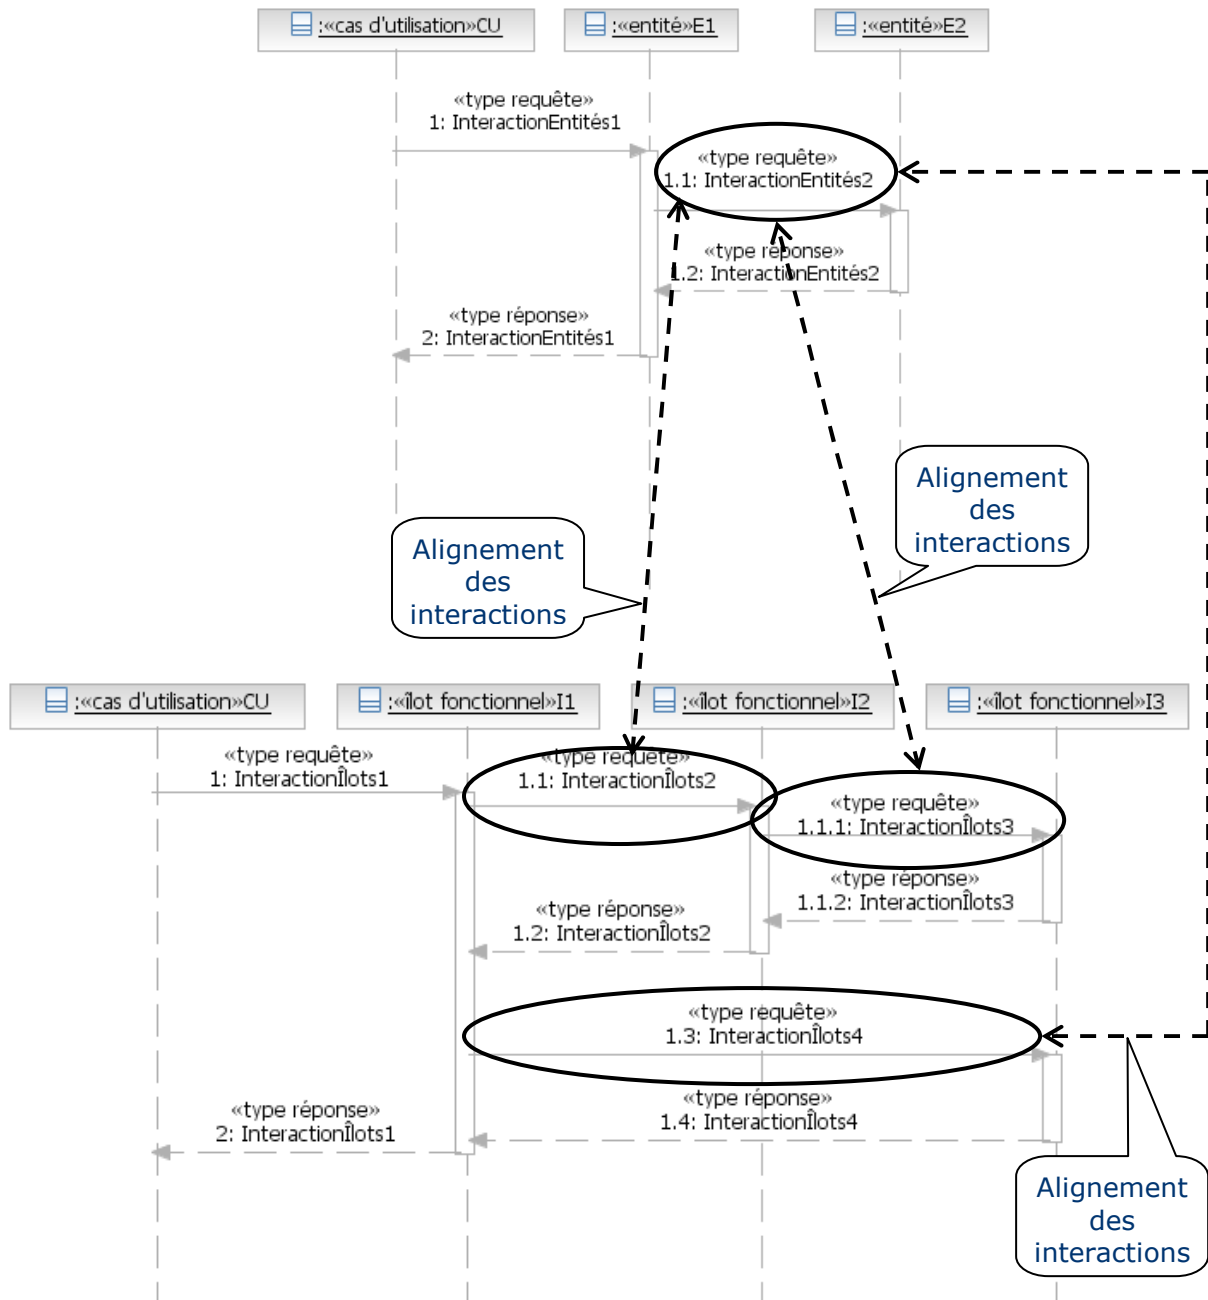 :«cas d'utilisation»CU
:«entité»E1
:«entité»E2
«type requête»
1: InteractionEntités1
«type requête»
1.1: InteractionEntités2
«type réponse»
1.2: InteractionEntités2
«type réponse»
2: InteractionEntités1
Alignement
des
interactions
Alignement
des
interactions
:«cas d'utilisation»CU
:«îlot fonctionnel»I1
:«îlot fonctionnel»I2
:«îlot fonctionnel»I3
«type requête»
1: InteractionÎlots1
«type requête»
1.1: InteractionÎlots2
«type requête»
1.1.1: InteractionÎlots3
«type réponse»
1.1.2: InteractionÎlots3
«type réponse»
1.2: InteractionÎlots2
«type requête»
1.3: InteractionÎlots4
«type réponse»
1.4: InteractionÎlots4
«type réponse»
2: InteractionÎlots1
Alignement
des
interactions